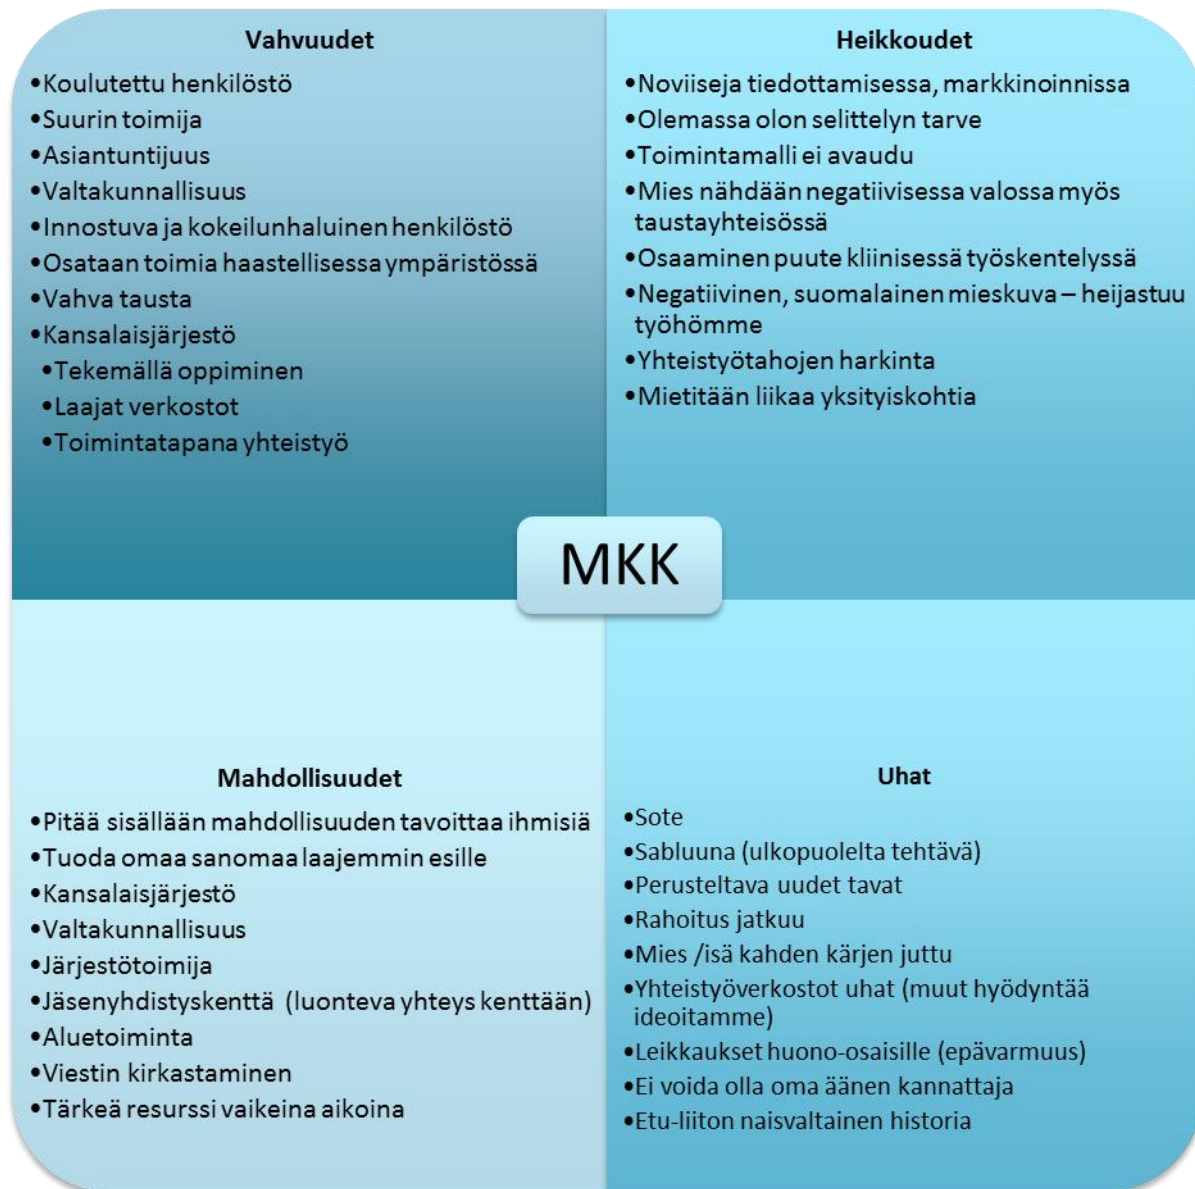 Vahvuudet
•Koulutettu henkilöstö
•Suurin toimija
•Asiantuntijuus
•Valtakunnallisuus
•Innostuva ja kokeilunhaluinen henkilöstö
•Osataan toimia haastellisessa ympäristössä
•Vahva tausta
•Kansalaisjärjestö
•Tekemällä oppiminen
•Laajat verkostot
•Toimintatapana yhteistyö
Heikkoudet
•Noviiseja tiedottamisessa, markkinoinnissa
•Olemassa olon selittelyn tarve
•Toimintamalli ei avaudu
•Mies nähdään negatiivisessa valossa myös
taustayhteisössä
•Osaaminen puute kliinisessä työskentelyssä
•Negatiivinen, suomalainen mieskuva – heijastuu
työhömme
•Yhteistyötahojen harkinta
•Mietitään liikaa yksityiskohtia
MKK
Mahdollisuudet
•Pitää sisällään mahdollisuuden tavoittaa ihmisiä
•Tuoda omaa sanomaa laajemmin esille
•Kansalaisjärjestö
•Valtakunnallisuus
•Järjestötoimija
•Jäsenyhdistyskenttä (luonteva yhteys kenttään)
•Aluetoiminta
•Viestin kirkastaminen
•Tärkeä resurssi vaikeina aikoina
Uhat
•Sote
•Sabluuna (ulkopuolelta tehtävä)
•Perusteltava uudet tavat
•Rahoitus jatkuu
•Mies /isä kahden kärjen juttu
•Yhteistyöverkostot uhat (muut hyödyntää
ideoitamme)
•Leikkaukset huono-osaisille (epävarmuus)
•Ei voida olla oma äänen kannattaja
•Etu-liiton naisvaltainen historia